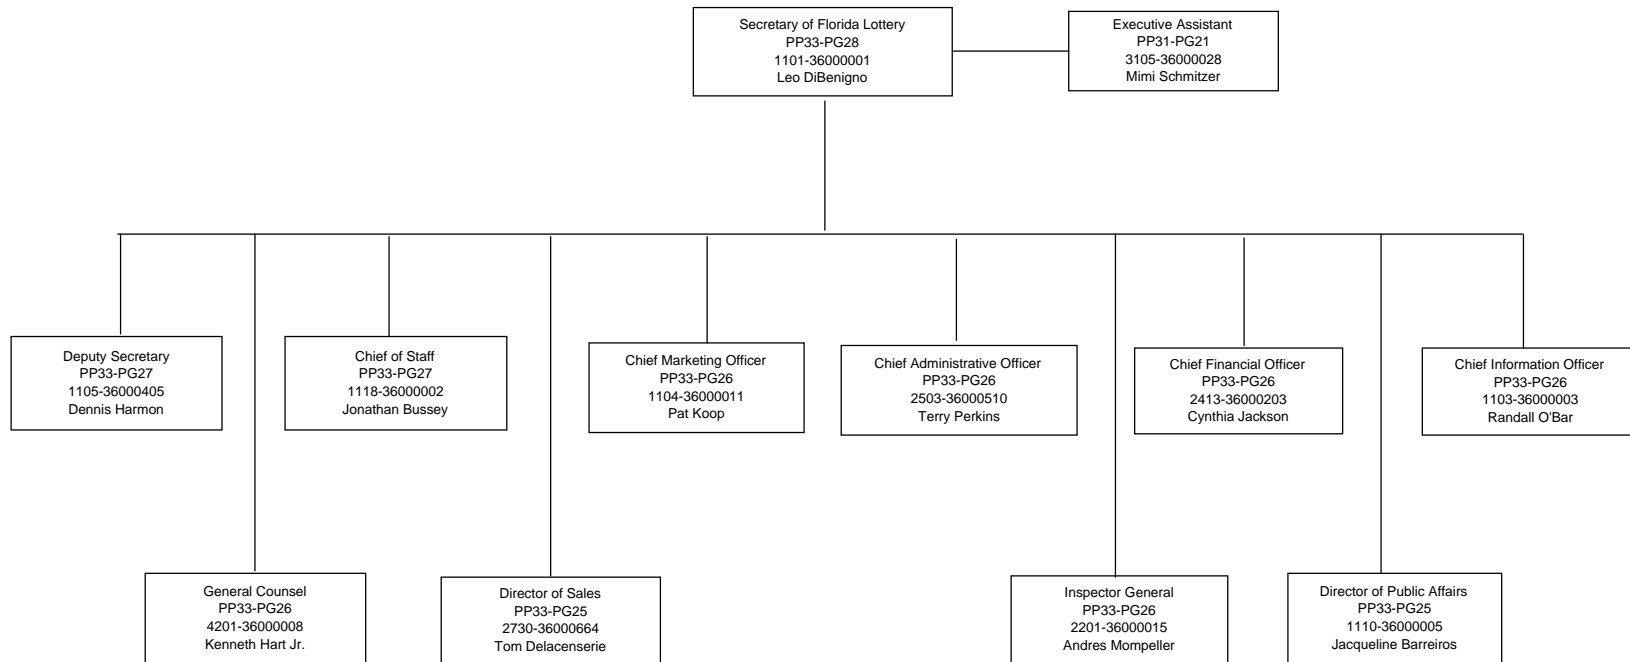 Secretary of Florida Lottery
PP33-PG28
1101-36000001
Leo DiBenigno
Executive Assistant
PP31-PG21
3105-36000028
Mimi Schmitzer
Deputy Secretary
PP33-PG27
1105-36000405
Dennis Harmon
Chief of Staff
PP33-PG27
1118-36000002
Jonathan Bussey
Chief Marketing Officer
PP33-PG26
1104-36000011
Pat Koop
Chief Administrative Officer
PP33-PG26
2503-36000510
Terry Perkins
Chief Financial Officer
PP33-PG26
2413-36000203
Cynthia Jackson
Chief Information Officer
PP33-PG26
1103-36000003
Randall O'Bar
General Counsel
PP33-PG26
4201-36000008
Kenneth Hart Jr.
Director of Sales
PP33-PG25
2730-36000664
Tom Delacenserie
Inspector General
PP33-PG26
2201-36000015
Andres Mompeller
Director of Public Affairs
PP33-PG25
1110-36000005
Jacqueline Barreiros